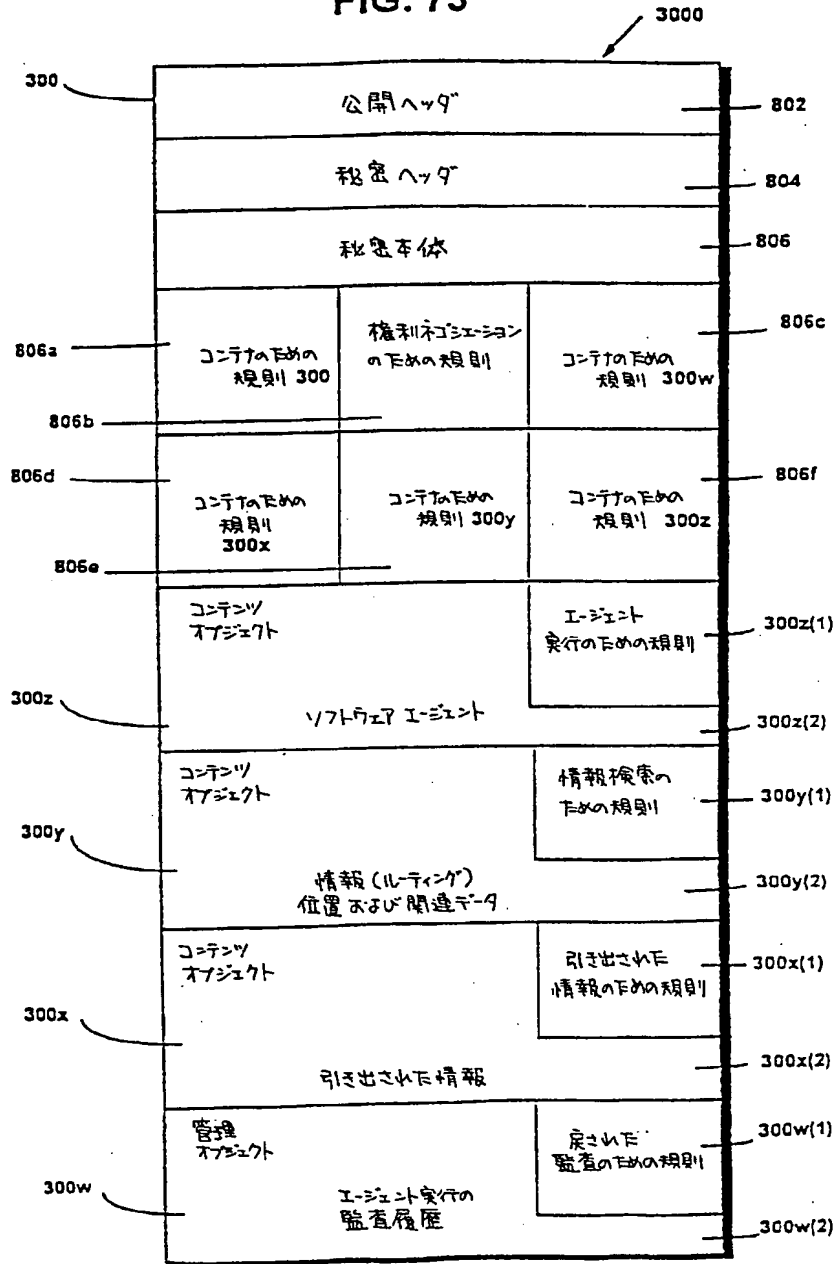 FIG. 73
3000
300
公開ヘッダ
802
秘密ヘッダ
804
秘密本体
806
806a
コンテナのための
規則 300
権利ネゴシエーション
のための規則
806b
コンテナのための
規則 300w
806c
806d
コンテナのための
規則
300x
コンテナのための
規則 300y
806e
コンテナのための
規則 300z
806f
コンテンツ
オブジェクト
エージェント
実行のための規則
300z(1)
300z
ソフトウェア エージェント
300z(2)
コンテンツ
オブジェクト
情報検索の
ための規則
300y(1)
300y
情報(ルーティング)
位置および関連データ
300y(2)
コンテンツ
オブジェクト
引き出された
情報のための規則
300x(1)
300x
引き出された情報
300x(2)
管理
オブジェクト
戻された
監査のための規則
300w(1)
300w
エージェント実行の
監査履歴
300w(2)